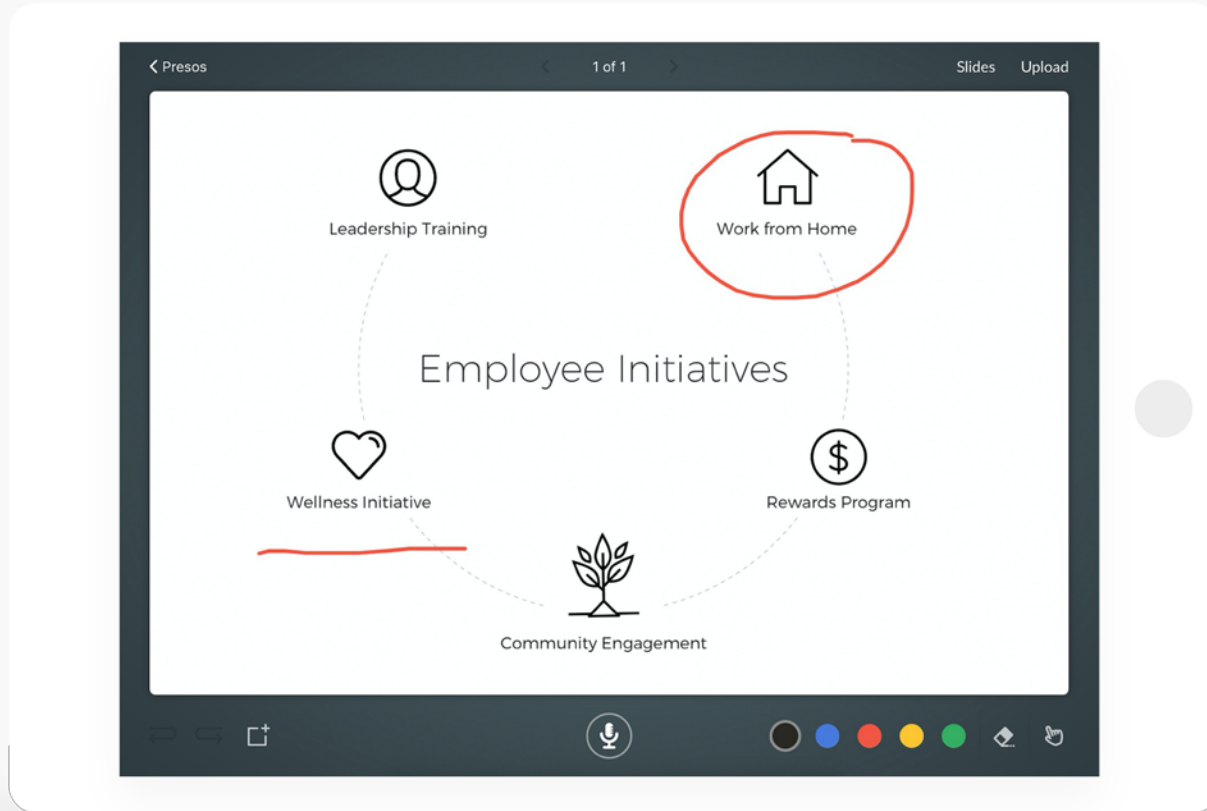 Presos
1 of 1
Slides
Upload
Leadership Training
Work from Home
Employee Initiatives
Wellness Initiative
$
Rewards Program
Community Engagement